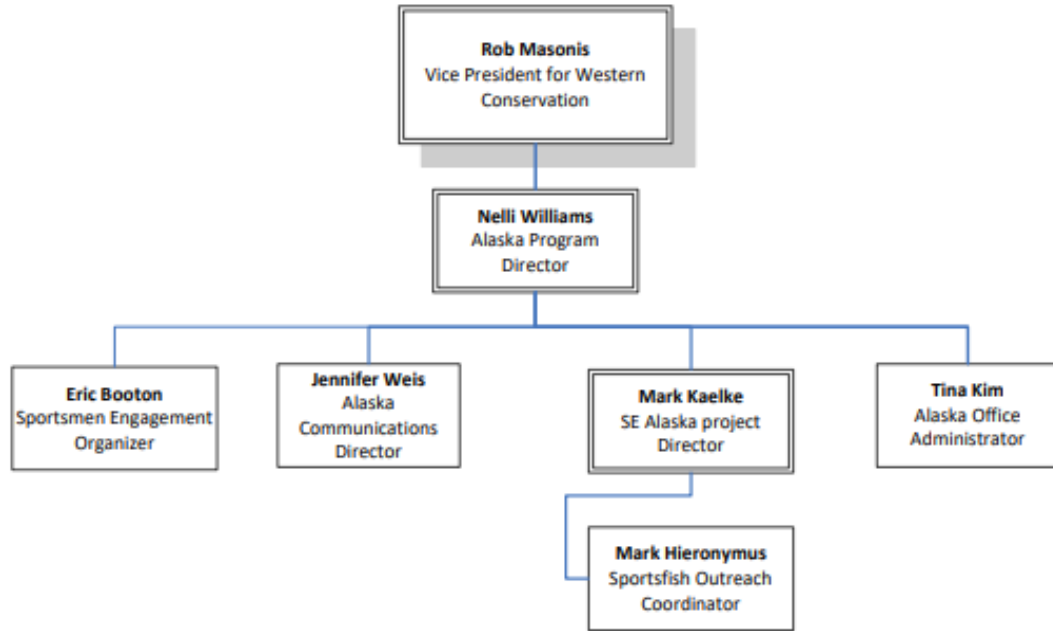 Rob Masonis
Vice President for Western
Conservation
Nelli Williams
Alaska Program
Director
Eric Booton
Sportsmen Engagement
Organizer
Jennifer Weis
Alaska
Communications
Director
Mark Kaelke
SE Alaska project
Director
Tina Kim
Alaska Office
Administrator
Mark Hieronymus
Sportsfish Outreach
Coordinator